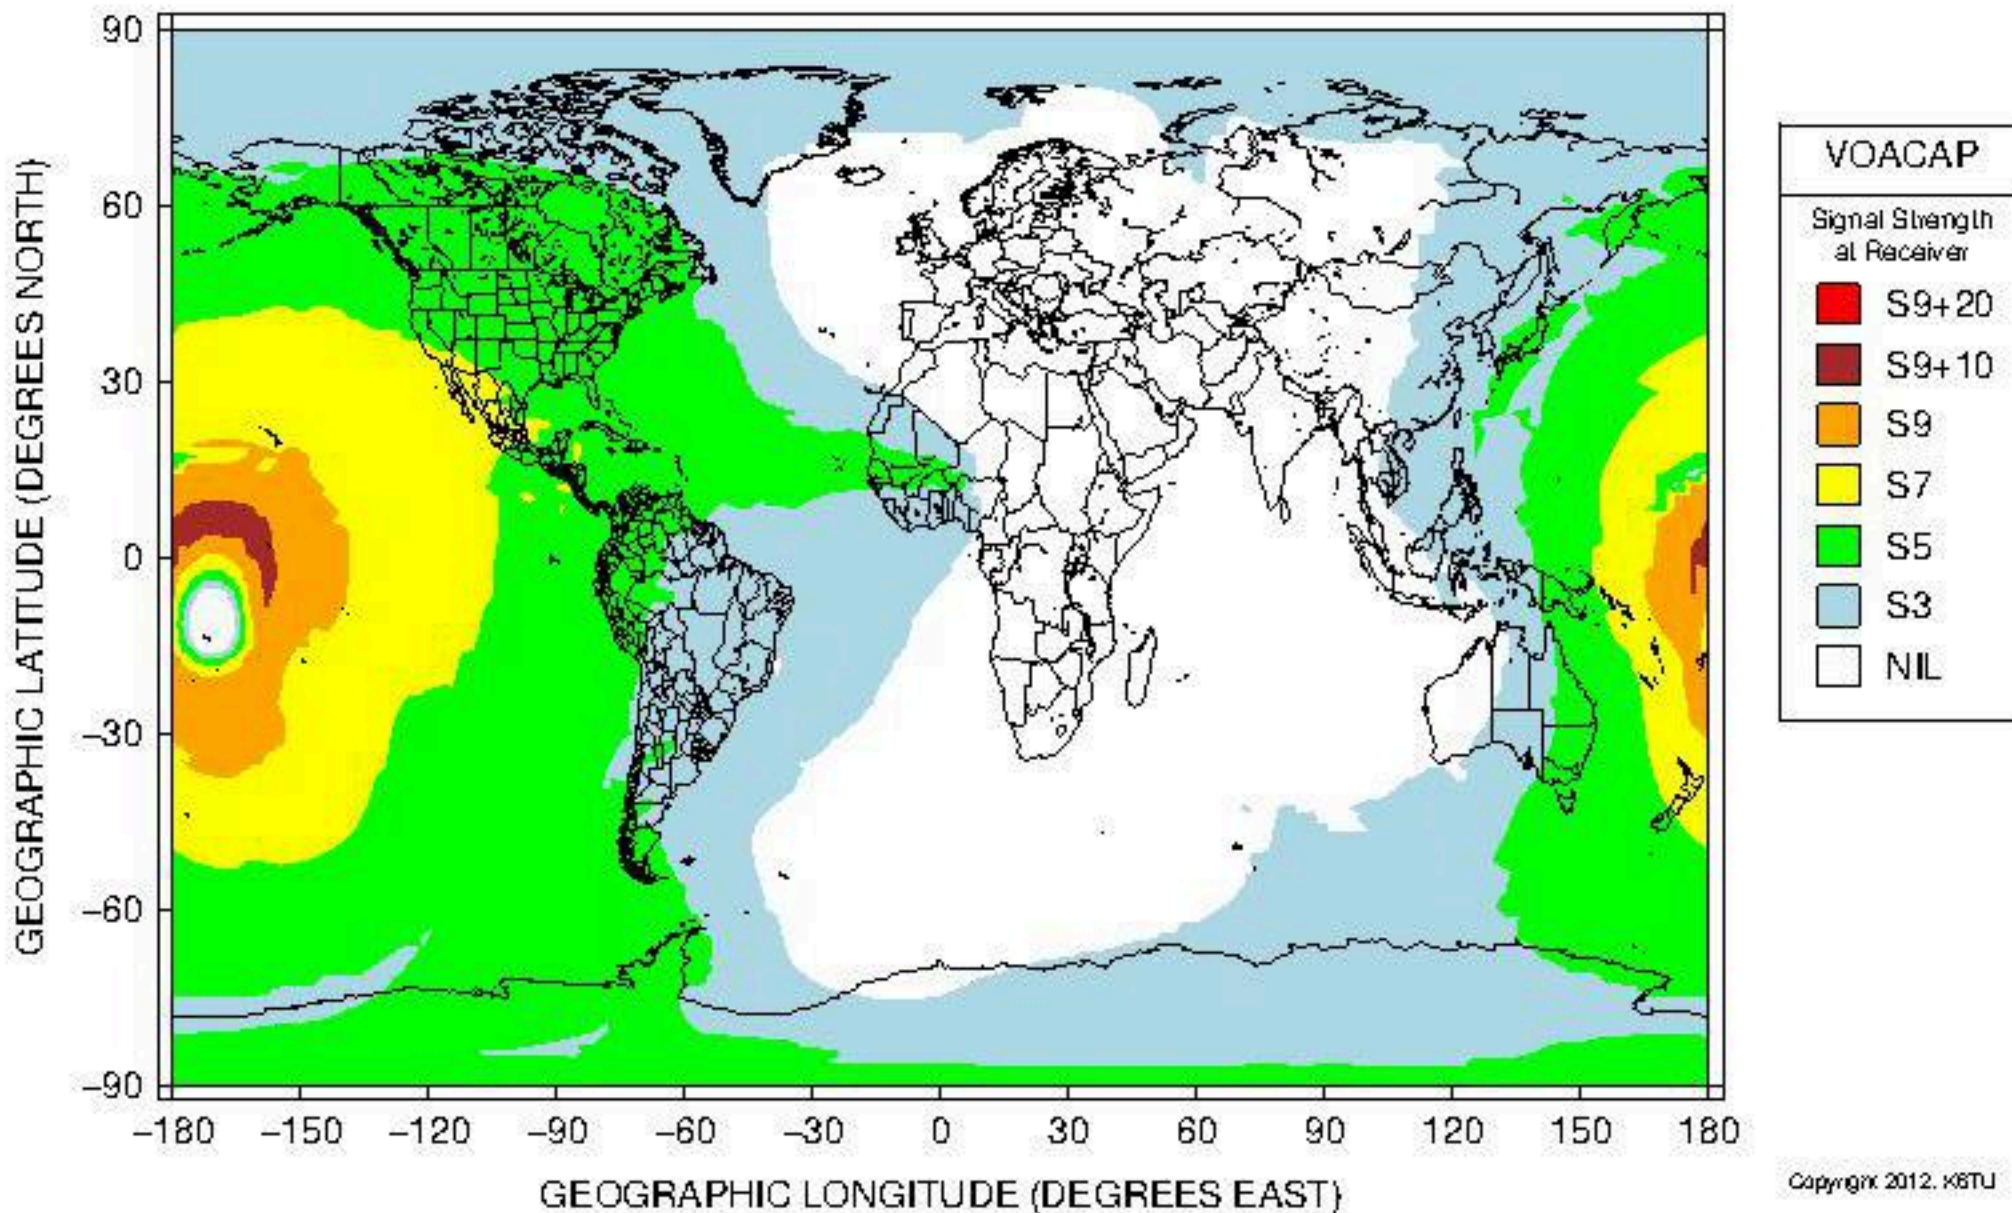 GEOGRAPHIC LATITUDE (DEGREES NORTH)
90
60
30
0
−30
−60
−90
−180 −150 −120 −90 −60 −30 0 30 60 90 120 150 180
GEOGRAPHIC LONGITUDE (DEGREES EAST)
VOACAP
Signal Strength
at Receiver
S9+20
S9+10
S9
S7
S5
S3
NIL
Copyright 2012, K6TU